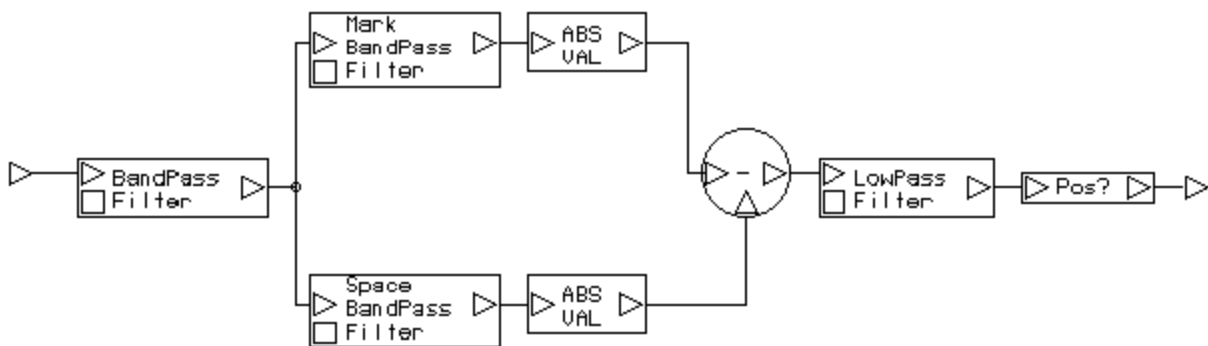 Mark
BandPass
Filter
ABS
VAL
BandPass
Filter
-
LowPass
Filter
Pos?
Space
BandPass
Filter
ABS
VAL